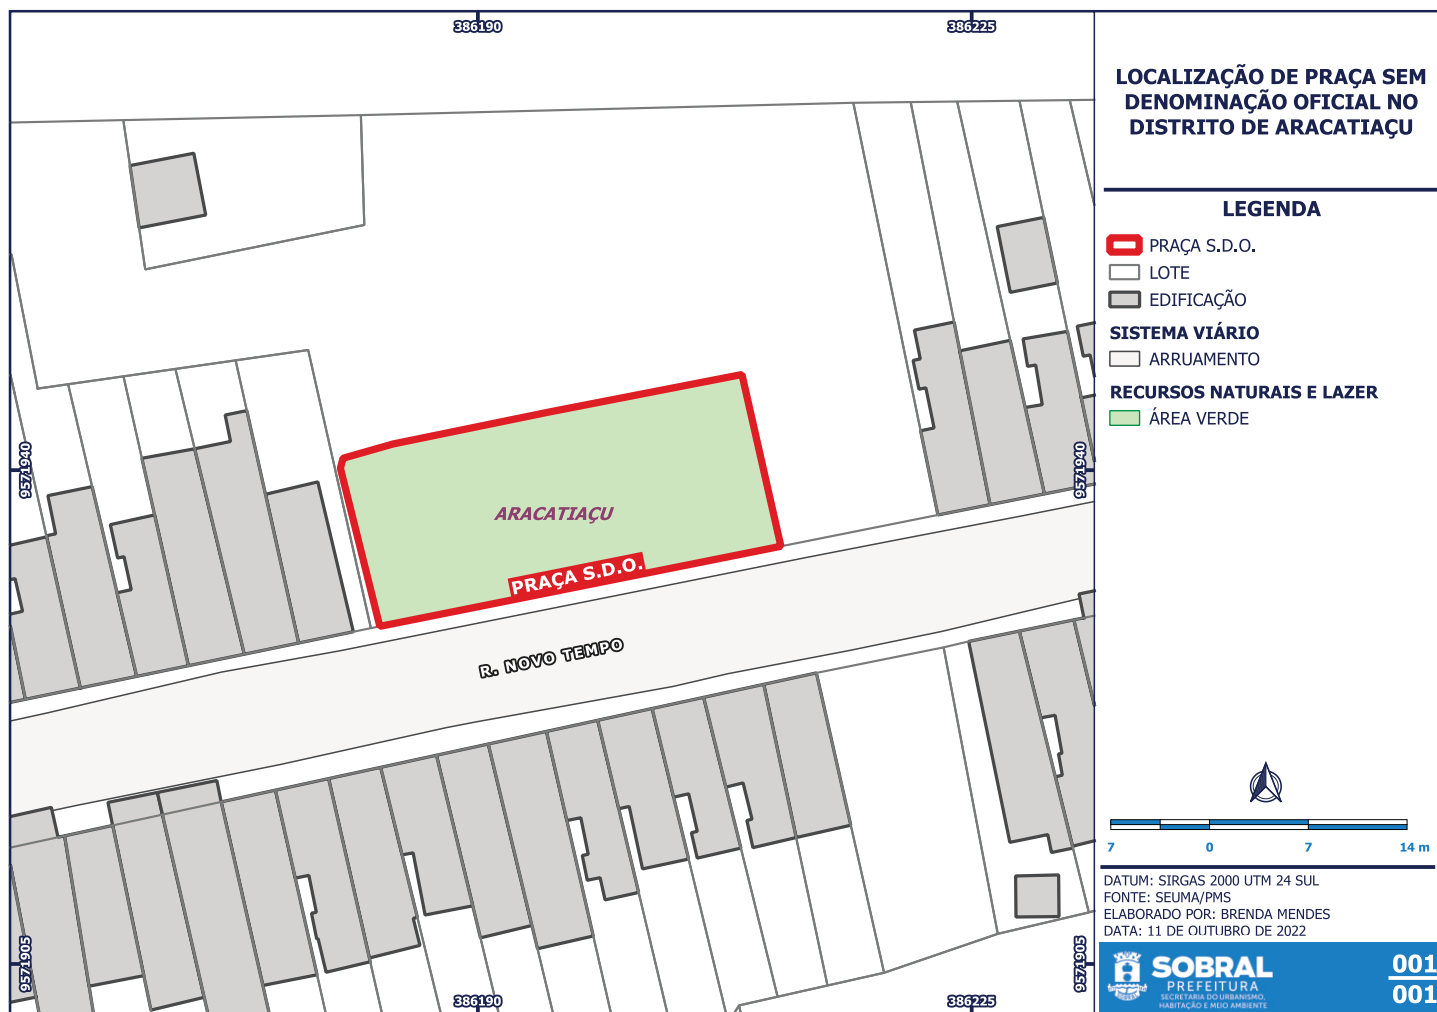 386190
386225
9571940
9571940
ARACATIAÇU
PRAÇA S.D.O.
R. NOVO TEMPO
9571905
9571905
386190
386225
LOCALIZAÇÃO DE PRAÇA SEM
DENOMINAÇÃO OFICIAL NO
DISTRITO DE ARACATIAÇU
LEGENDA
PRAÇA S.D.O.
LOTE
EDIFICAÇÃO
SISTEMA VIÁRIO
ARRUAMENTO
RECURSOS NATURAIS E LAZER
ÁREA VERDE
7 0 7 14 m
DATUM: SIRGAS 2000 UTM 24 SUL
FONTE: SEUMA/PMS
ELABORADO POR: BRENDA MENDES
DATA: 11 DE OUTUBRO DE 2022
SOBRAL
PREFEITURA
SECRETARIA DO URBANISMO,
HABITAÇÃO E MEIO AMBIENTE
SOBRAL
001
001